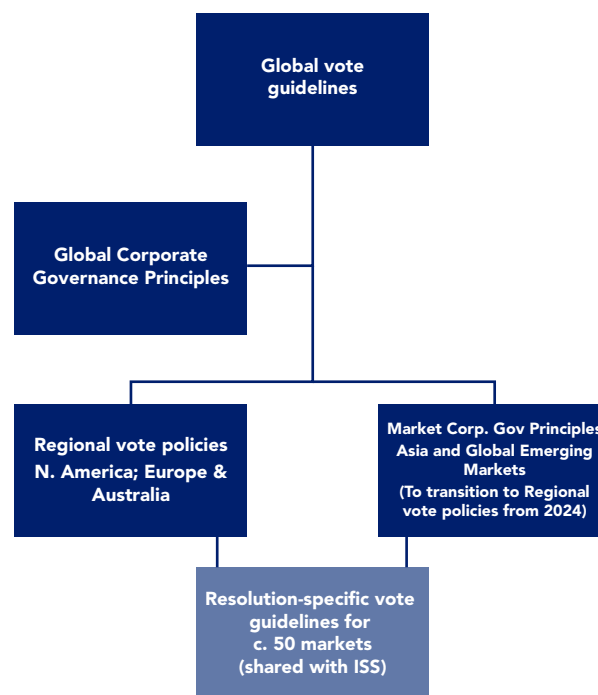 Global vote
guidelines
Global Corporate
Governance Principles
Regional vote policies
N. America; Europe &
Australia
Market Corp. Gov Principles
Asia and Global Emerging
Markets
(To transition to Regional
vote policies from 2024)
Resolution-specific vote
guidelines for
c. 50 markets
(shared with ISS)